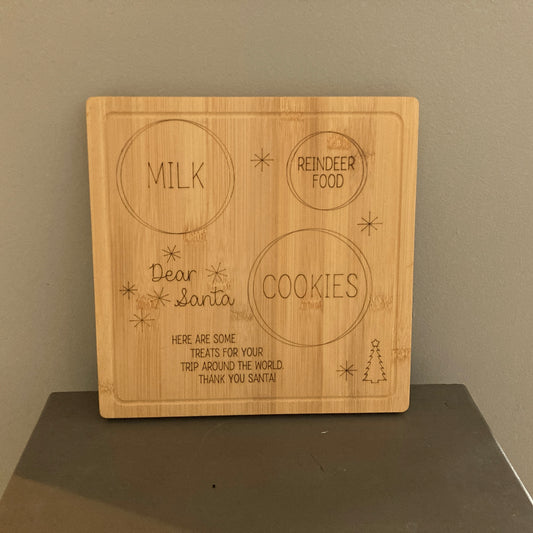 MILK
REINDEER
FOOD
Dear
Santa
COOKIES
HERE ARE SOME
TREATS FOR YOUR
TRIP AROUND THE WORLD.
THANK YOU SANTA!